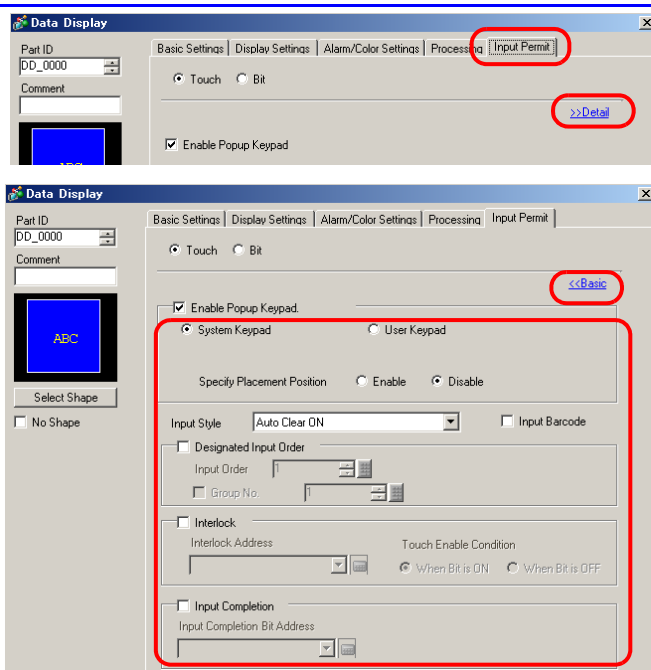 Data Display
Part ID
DD_0000
Comment
Basic Settings Display Settings Alarm/Color Settings Processing Input Permit
Touch Bit
>>Detail
Enable Popup Keypad
ABC
Data Display
Part ID
DD_0000
Comment
ABC
Select Shape
No Shape
Basic Settings Display Settings Alarm/Color Settings Processing Input Permit
Touch Bit
<<Basic
Enable Popup Keypad.
System Keypad User Keypad
Specify Placement Position Enable Disable
Input Style Auto Clear ON Input Barcode
Designated Input Order
Input Order 1
Group No. 1
Interlock
Interlock Address Touch Enable Condition
When Bit is ON When Bit is OFF
Input Completion
Input Completion Bit Address